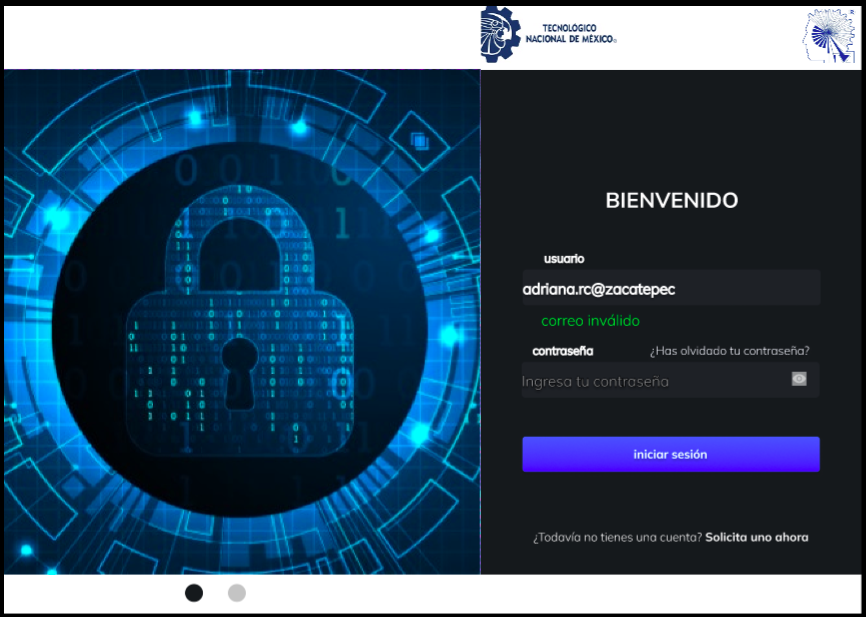 TECNOLÓGICO
NACIONAL DE MÉXICO®
BIENVENIDO
usuario
adriana.rc@zacatepec
correo inválido
contraseña ¿Has olvidado tu contraseña?
Ingresa tu contraseña
iniciar sesión
¿Todavía no tienes una cuenta? Solicita uno ahora